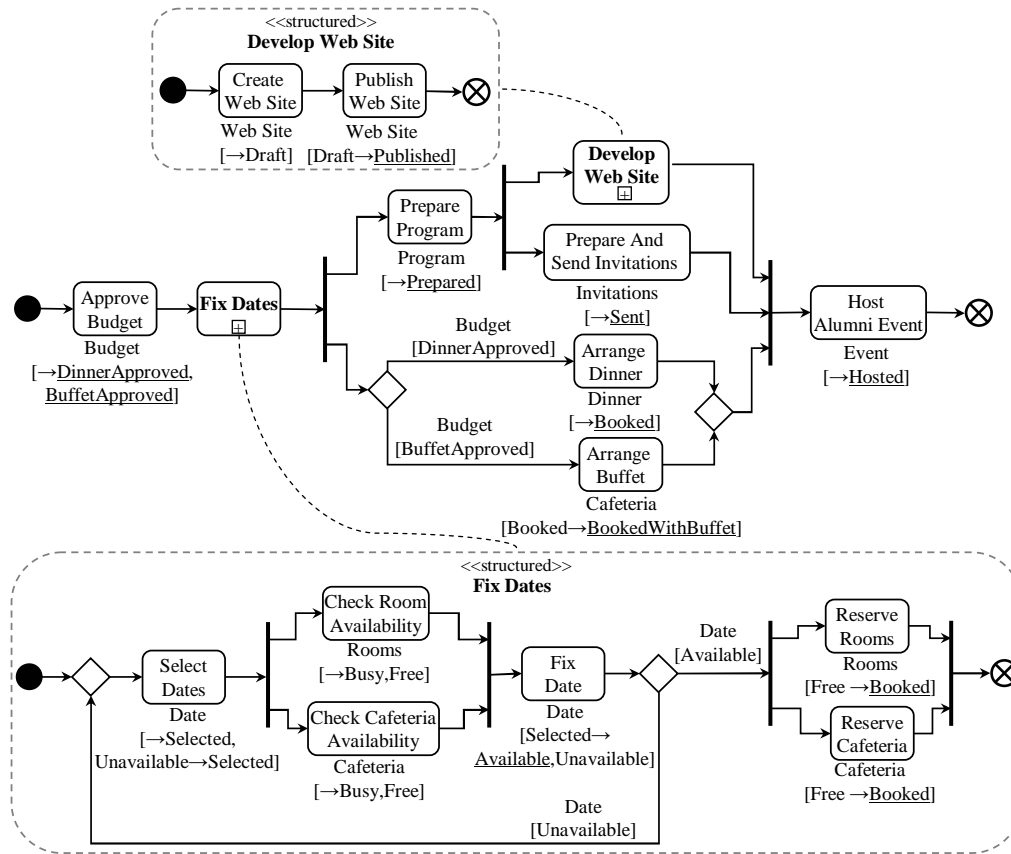 <<structured>>
Develop Web Site
Create
Web Site
Publish
Web Site
Web Site
[→Draft]
Web Site
[Draft→Published]
Develop
Web Site
Prepare
Program
Program
[→Prepared]
Prepare And
Send Invitations
Invitations
[→Sent]
Approve
Budget
Budget
[→DinnerApproved,
BuffetApproved]
Fix Dates
Budget
[DinnerApproved]
Arrange
Dinner
Dinner
[→Booked]
Budget
[BuffetApproved]
Arrange
Buffet
Cafeteria
[Booked→BookedWithBuffet]
Host
Alumni Event
Event
[→Hosted]
<<structured>>
Fix Dates
Select
Dates
Date
[→Selected,
Unavailable→Selected]
Check Room
Availability
Rooms
[→Busy,Free]
Check Cafeteria
Availability
Cafeteria
[→Busy,Free]
Fix
Date
Date
[Selected→
Available,Unavailable]
Date
[Available]
Date
[Unavailable]
Reserve
Rooms
Rooms
[Free →Booked]
Reserve
Cafeteria
Cafeteria
[Free →Booked]